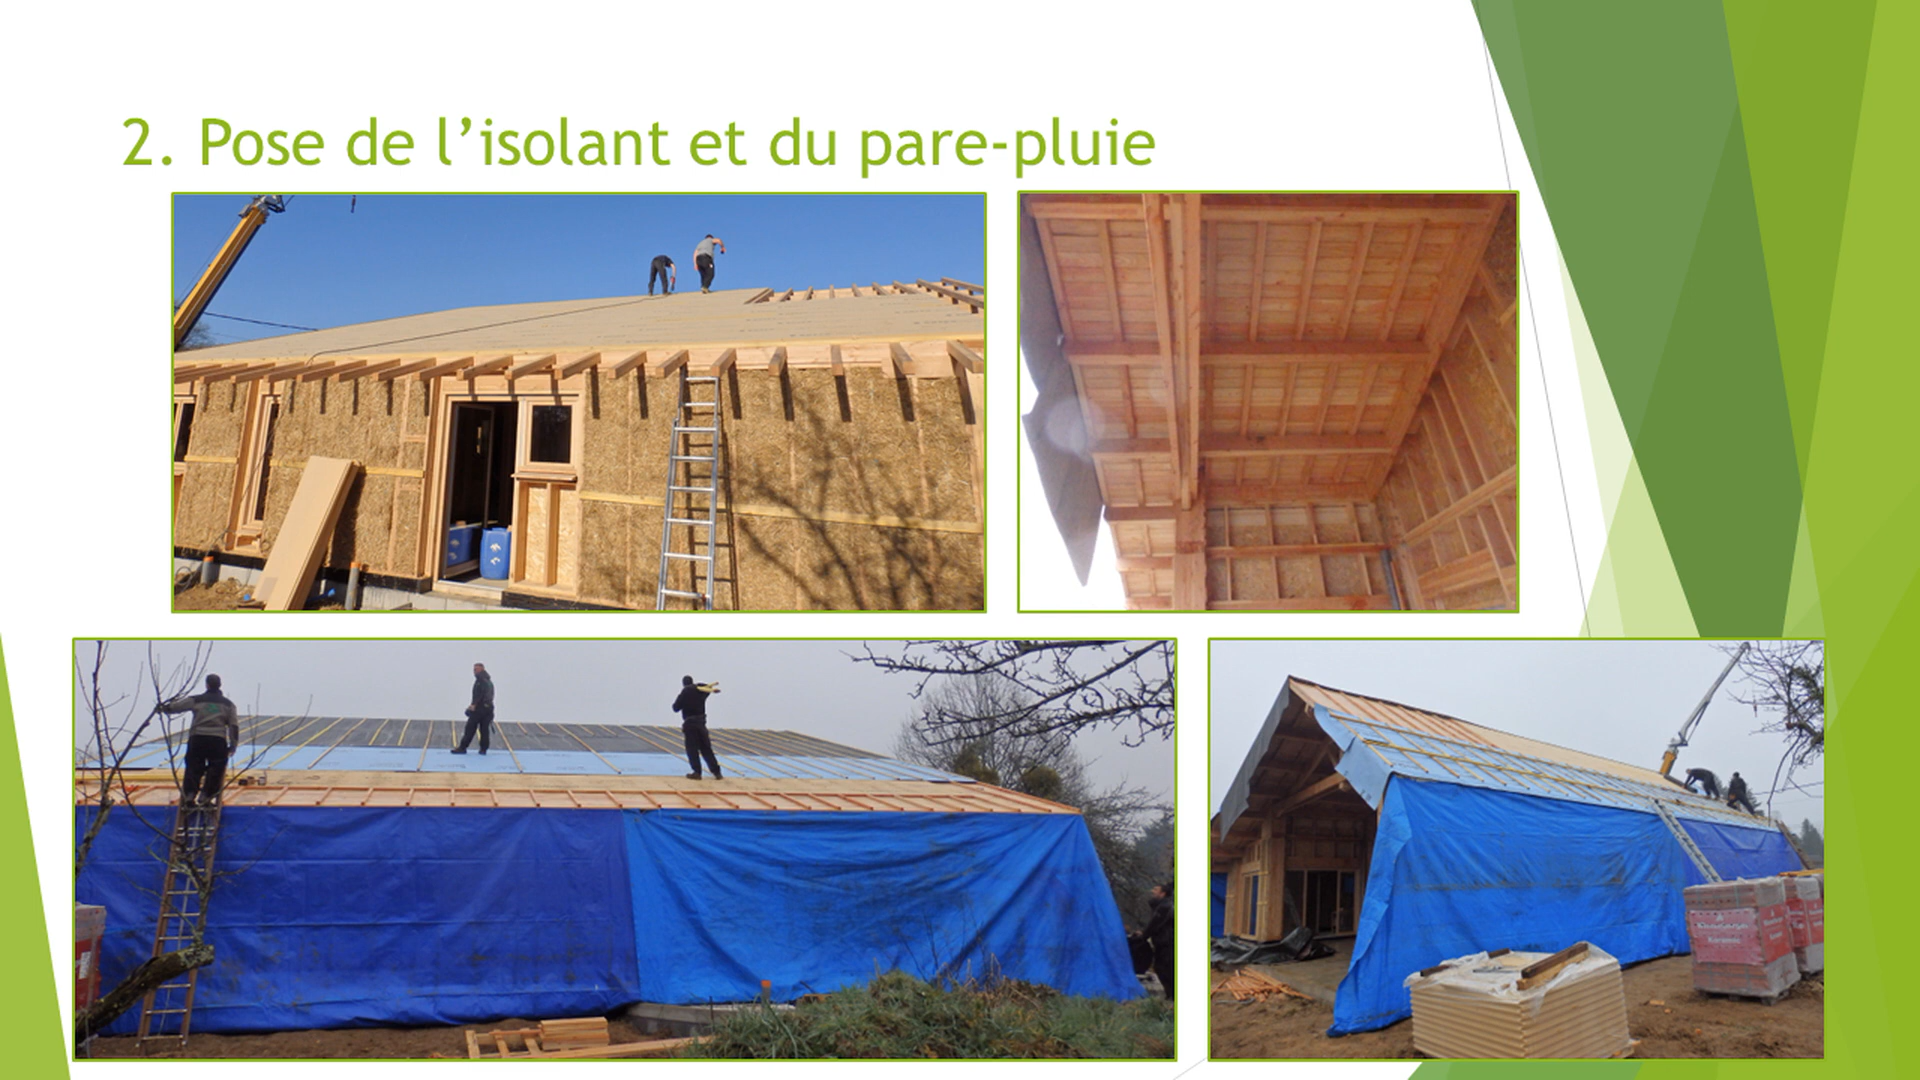 2. Pose de l’isolant et du pare-pluie